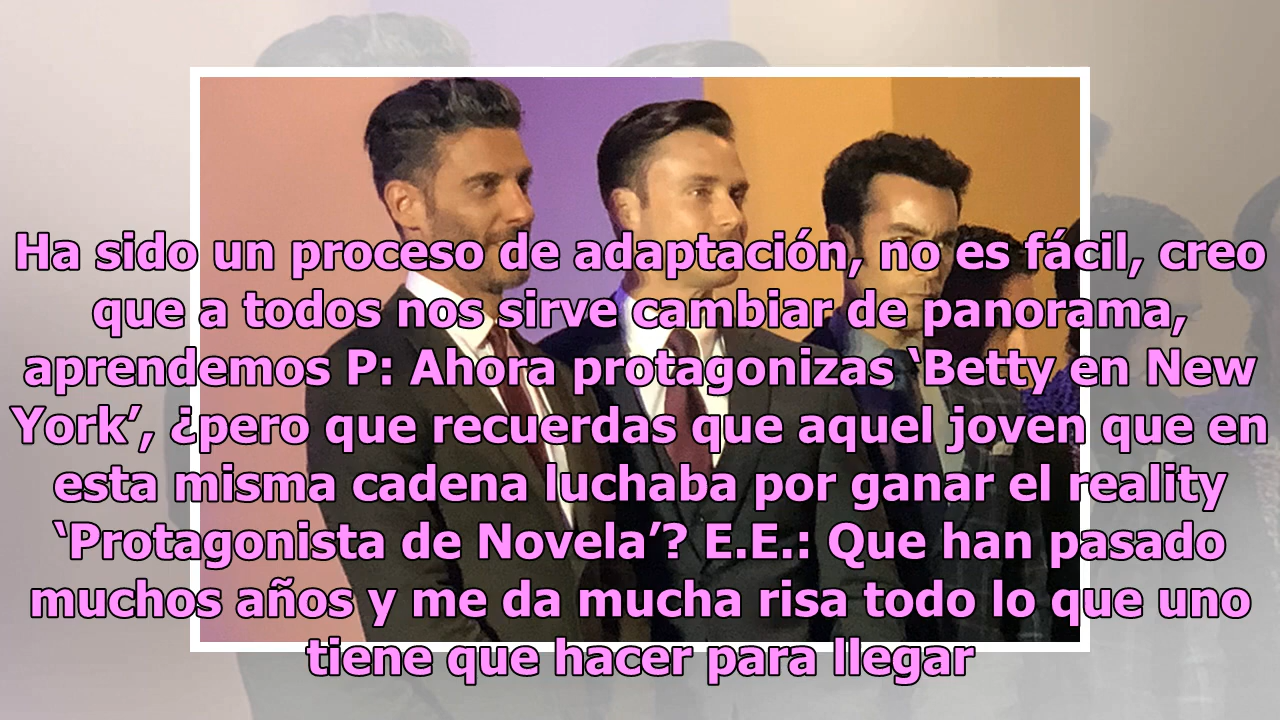 Ha sido un proceso de adaptación, no es fácil, creo
que a todos nos sirve cambiar de panorama,
aprendemos P: Ahora protagonizas ‘Betty en New
York’, ¿pero que recuerdas que aquel joven que en
esta misma cadena luchaba por ganar el reality
‘Protagonista de Novela’? E.E.: Que han pasado
muchos años y me da mucha risa todo lo que uno
tiene que hacer para llegar